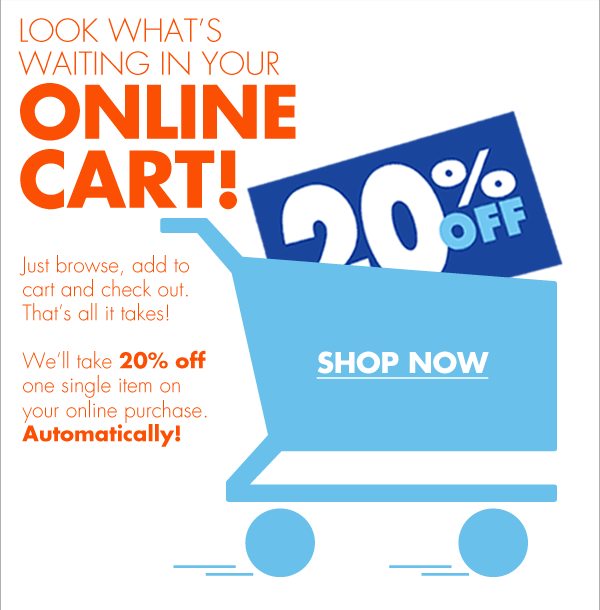 LOOK WHAT'S
WAITING IN YOUR
ONLINE
CART!
20%
OFF
Just browse, add to
cart and check out.
That's all it takes!
We'll take 20% off
one single item on
your online purchase.
Automatically!
SHOP NOW